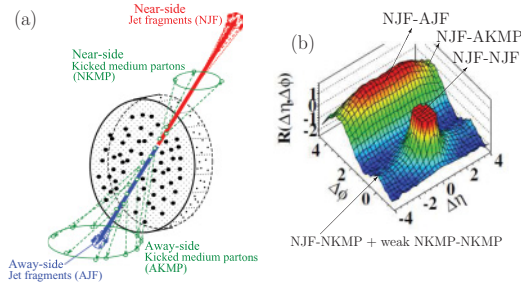 (a)
Near-side
Jet fragments (NJF)
Near-side
Kicked medium partons
(NKMP)
Away-side
Jet fragments (AJF)
Away-side
Kicked medium partons
(AKMP)
(b)
NJF-AJF
NJF-AKMP
NJF-NJF
R(Δη,Δϕ)
1
0
-1
-2
4
2
0
Δϕ
-4
-2
0
2
4
Δη
NJF-NKMP + weak NKMP-NKMP